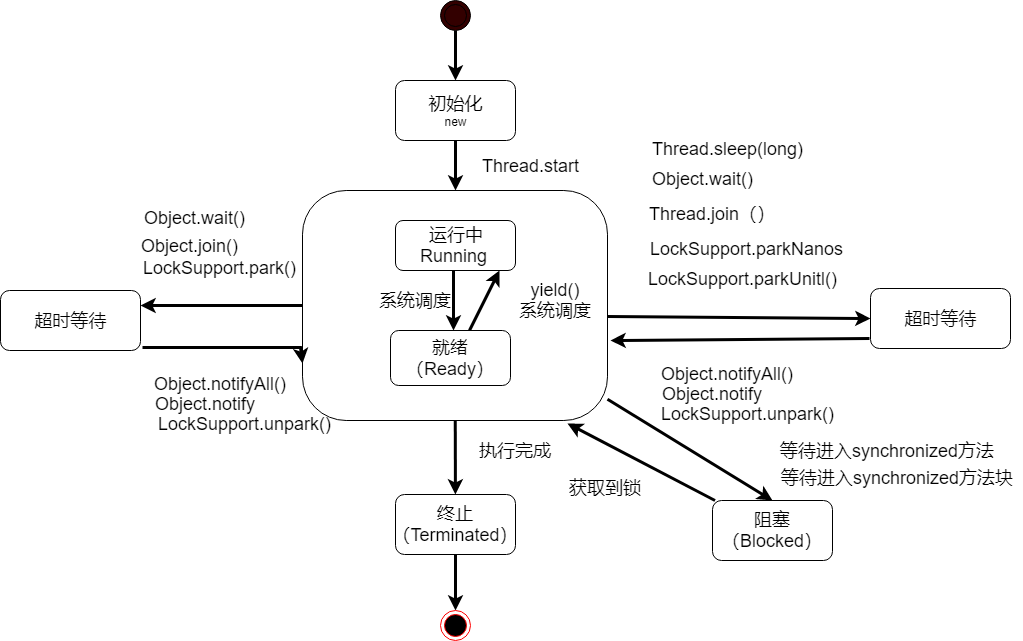 初始化
new
Thread.start
Thread.sleep(long)
Object.wait()
Thread.join（）
LockSupport.parkNanos
LockSupport.parkUnitl()
Object.wait()
Object.join()
LockSupport.park()
运行中
Running
系统调度
yield()
系统调度
就绪
（Ready）
超时等待
超时等待
Object.notifyAll()
Object.notify
LockSupport.unpark()
Object.notifyAll()
Object.notify
LockSupport.unpark()
执行完成
等待进入synchronized方法
等待进入synchronized方法块
获取到锁
终止
（Terminated）
阻塞
（Blocked）